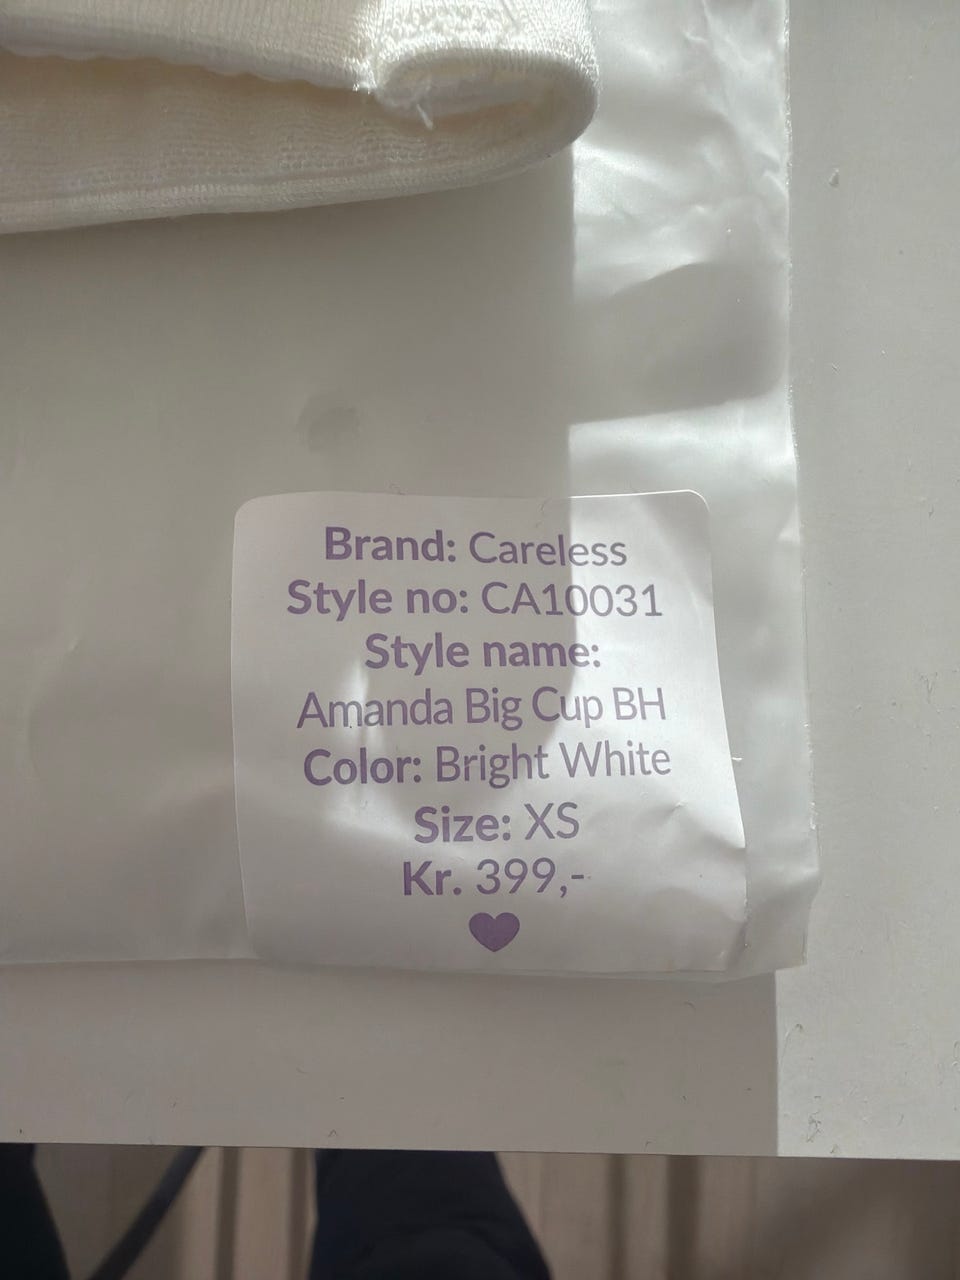 Brand: Careless
Style no: CA10031
Style name:
Amanda Big Cup BH
Color: Bright White
Size: XS
Kr. 399,-